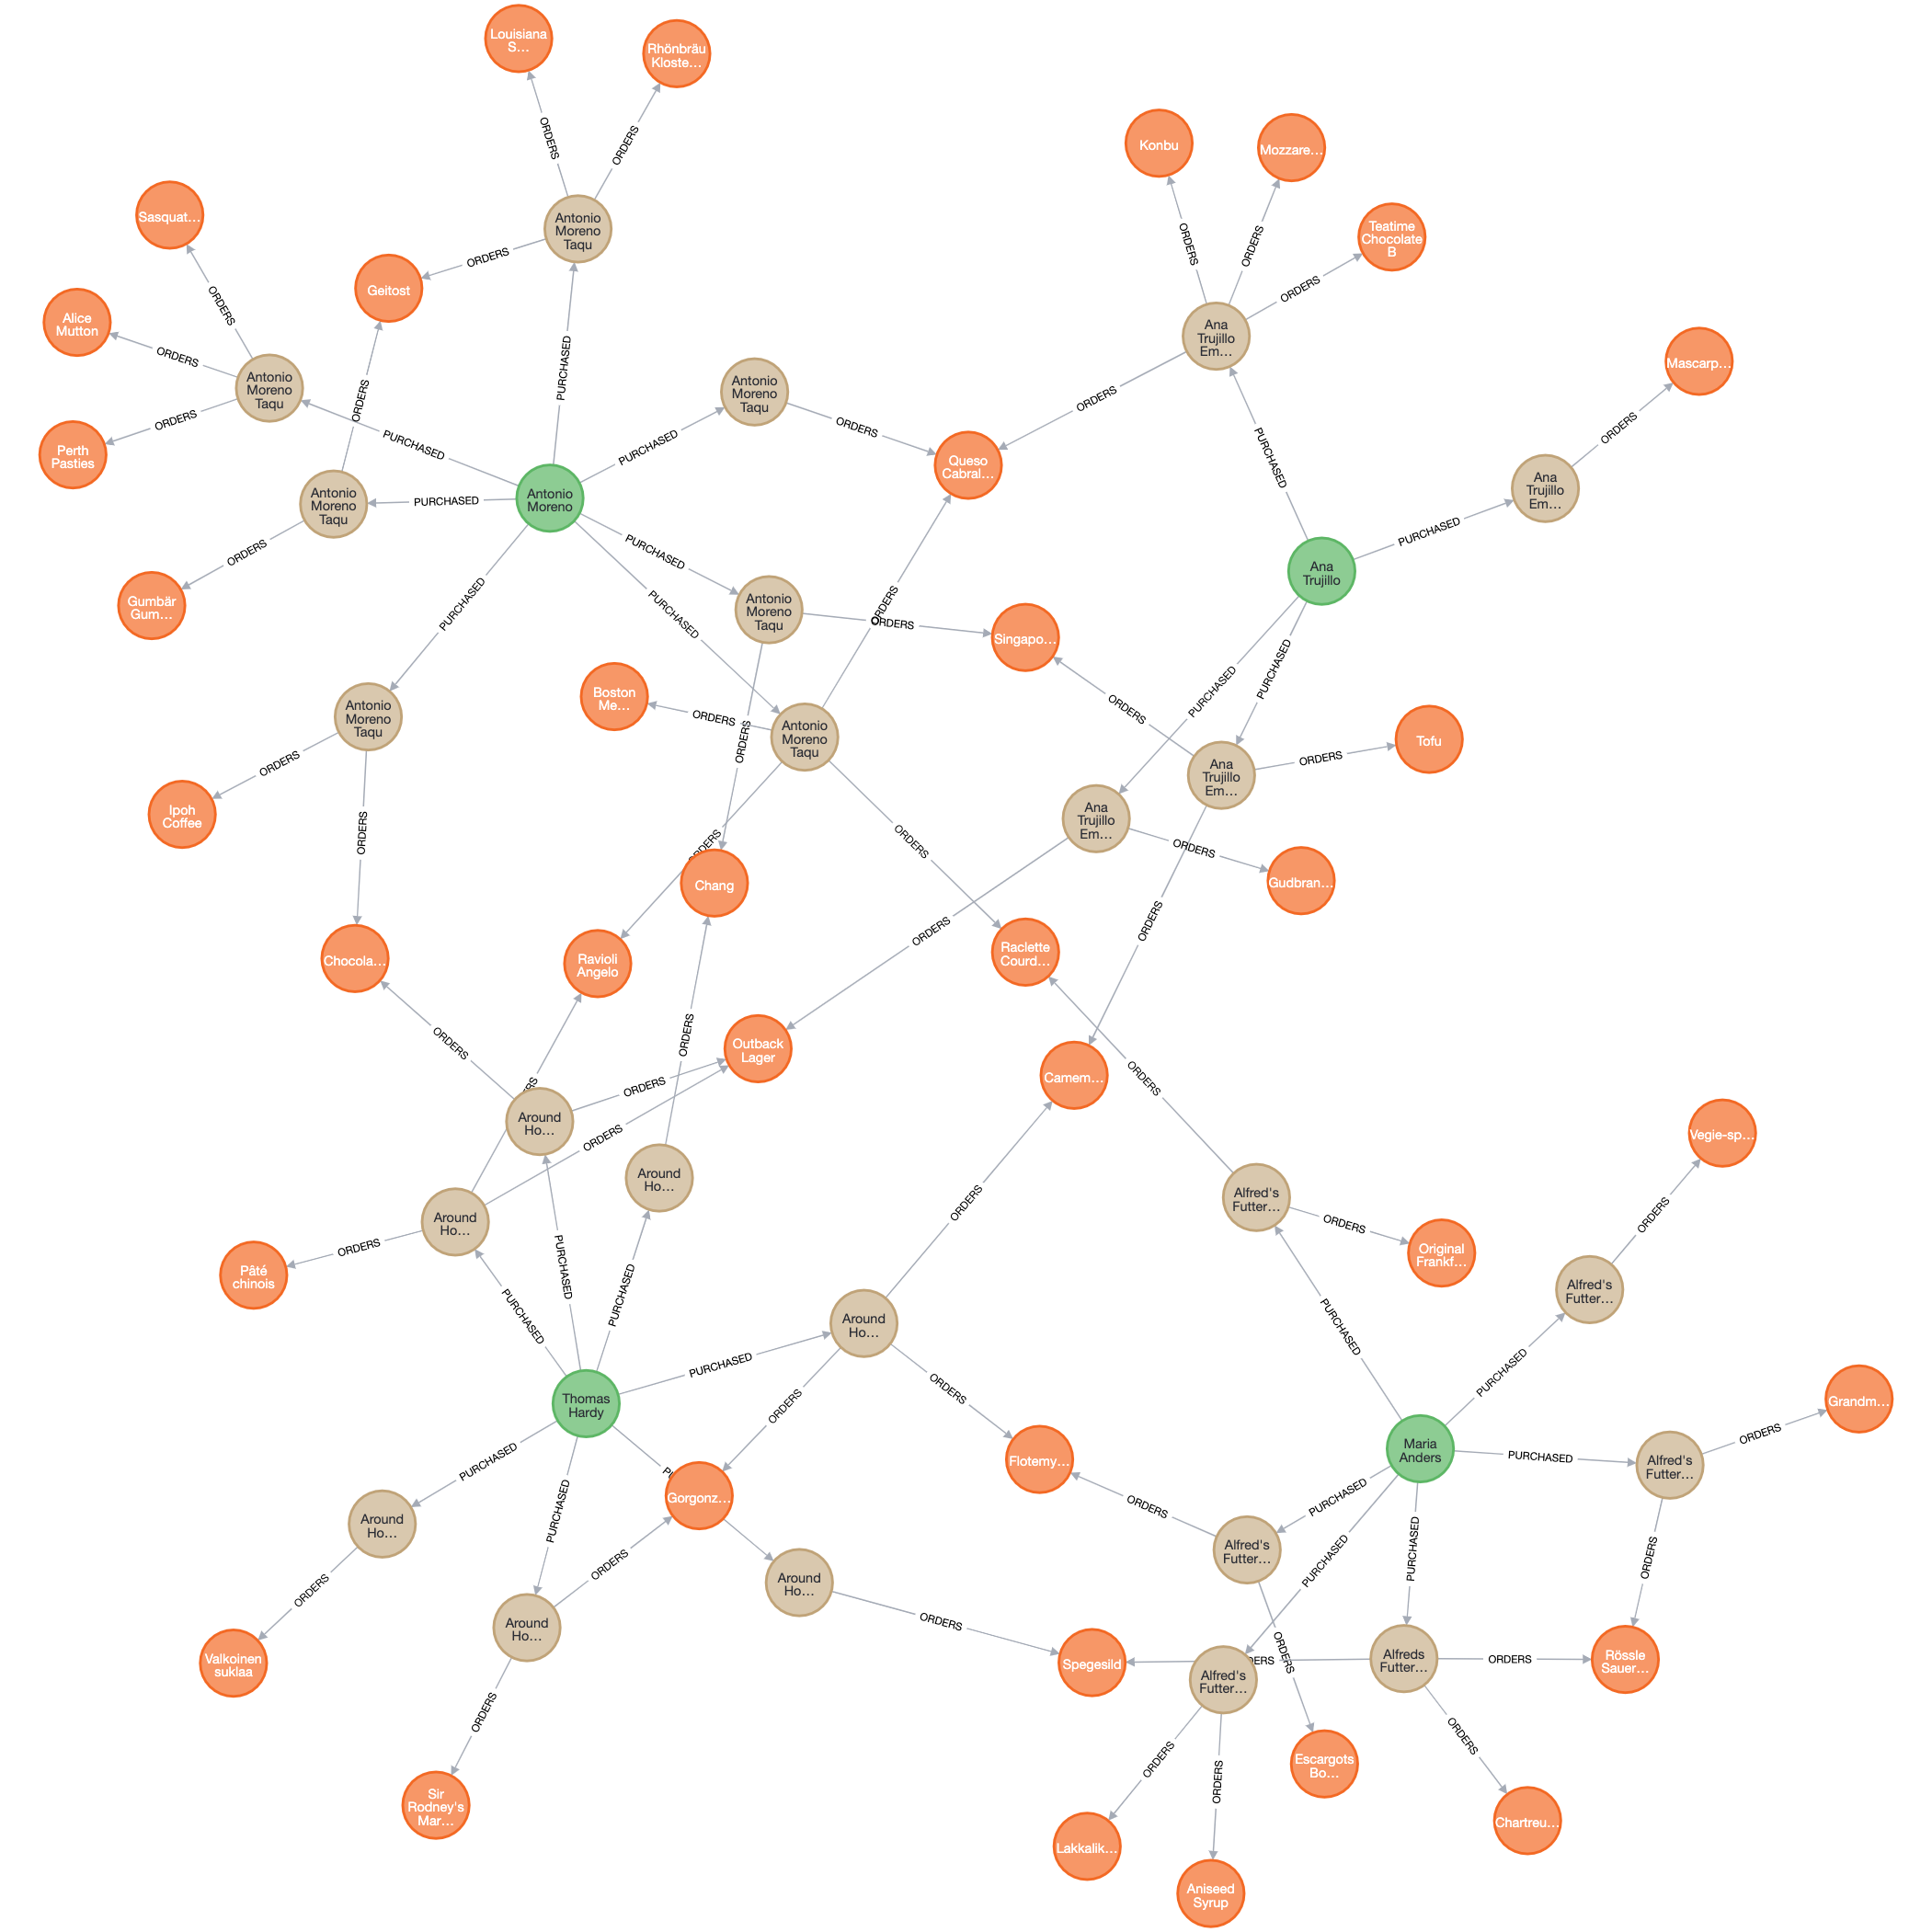 Louisiana
S...
Rhönbräu
Kloste...
ORDERS
ORDERS
Konbu
Mozzare...
Teatime
Chocolate
B
ORDERS
ORDERS
ORDERS
Sasquat...
Antonio
Moreno
Taqu
ORDERS
Geitost
ORDERS
Alice
Mutton
ORDERS
Ana
Trujillo
Em...
Mascarp...
ORDERS
Antonio
Moreno
Taqu
PURCHASED
Antonio
Moreno
Taqu
ORDERS
ORDERS
ORDERS
Perth
Pasties
ORDERS
PURCHASED
PURCHASED
ORDERS
Queso
Cabral...
PURCHASED
Ana
Trujillo
Em...
Antonio
Moreno
Taqu
PURCHASED
Antonio
Moreno
PURCHASED
ORDERS
PURCHASED
Ana
Trujillo
Gumbär
Gum...
PURCHASED
PURCHASED
Antonio
Moreno
Taqu
ORDERS
ORDERS
Singapo...
PURCHASED
PURCHASED
Boston
Me...
ORDERS
Antonio
Moreno
Taqu
ORDERS
Antonio
Moreno
Taqu
ORDERS
Tofu
ORDERS
Ana
Trujillo
Em...
ORDERS
Ipoh
Coffee
ORDERS
Ana
Trujillo
Em...
ORDERS
ORDERS
Chang
ORDERS
Gudbran...
Chocola...
Ravioli
Angelo
ORDERS
Raclette
Courd...
ORDERS
ORDERS
ORDERS
Outback
Lager
Camem...
ORDERS
ORDERS
Around
Ho...
ORDERS
Around
Ho...
Vegie-sp...
Around
Ho...
ORDERS
Alfred's
Futter...
ORDERS
ORDERS
Pâté
chinois
ORDERS
Original
Frankf...
PURCHASED
PURCHASED
PURCHASED
Around
Ho...
Alfred's
Futter...
PURCHASED
PURCHASED
PURCHASED
Thomas
Hardy
ORDERS
ORDERS
Grandm...
ORDERS
Maria
Anders
PURCHASED
Alfred's
Futter...
PURCHASED
Flotemy...
Gorgonz...
PURCHASED
ORDERS
PURCHASED
PURCHASED
PURCHASED
Around
Ho...
Alfred's
Futter...
ORDERS
ORDERS
ORDERS
Around
Ho...
Around
Ho...
ORDERS
ORDERS
Valkoinen
suklaa
Spegesild
Alfred's
Futter...
Alfreds
Futter...
ORDERS
Rössle
Sauer...
ORDERS
ORDERS
ORDERS
ORDERS
Escargots
Bo...
Sir
Rodney's
Mar...
Chartreu...
Lakkalik...
Aniseed
Syrup